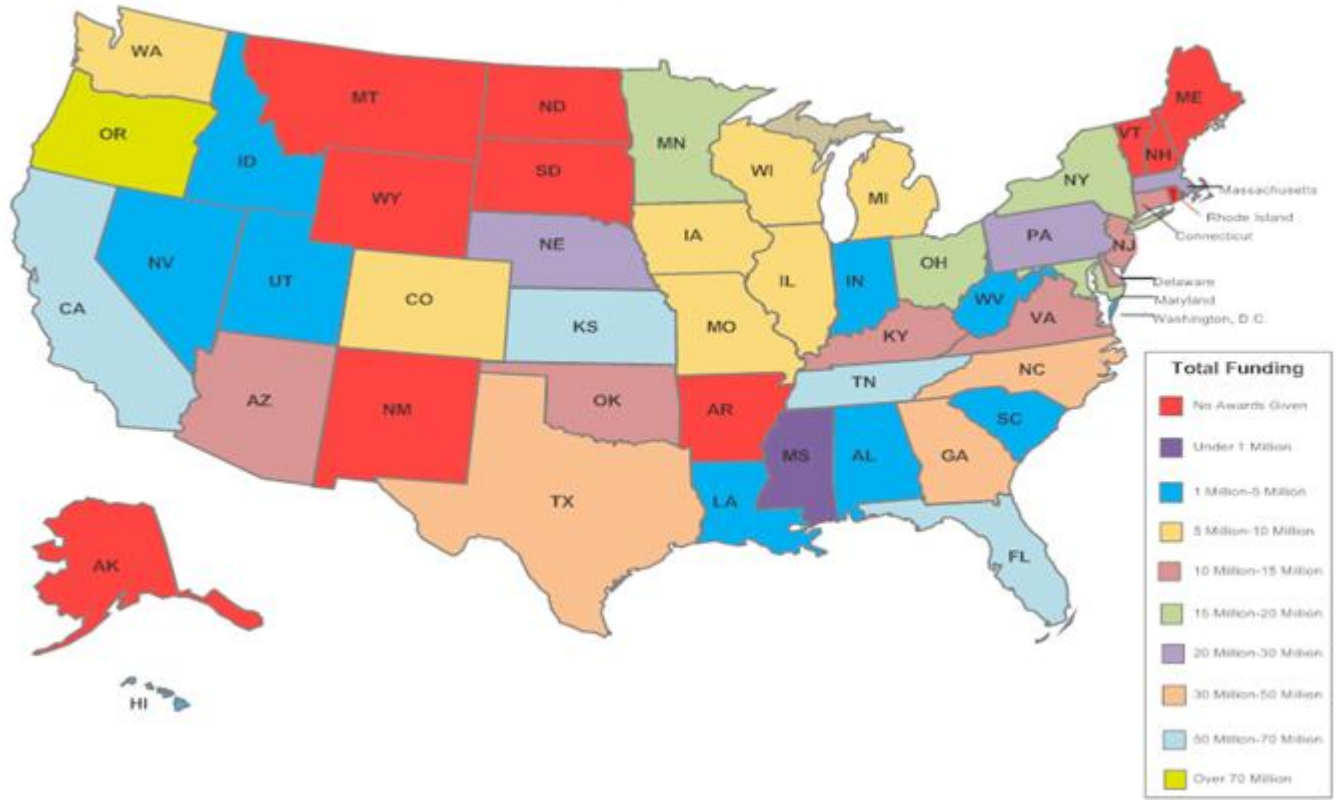 WA
MT
ND
ME
OR
MN
VT
ID
SD
WI
NH
WY
NY
MI
Massachusetts
Rhode Island
Connecticut
IA
NE
PA
NJ
NV
UT
OH
IL
IN
CA
CO
WV
Delaware
Maryland
Washington, D.C.
KS
MO
VA
KY
NC
TN
AZ
OK
NM
AR
SC
MS
AL
GA
TX
LA
FL
AK
HI
Total Funding
No Awards Given
Under 1 Million
1 Million-5 Million
5 Million-10 Million
10 Million-15 Million
15 Million-20 Million
20 Million-30 Million
30 Million-50 Million
50 Million-70 Million
Over 70 Million